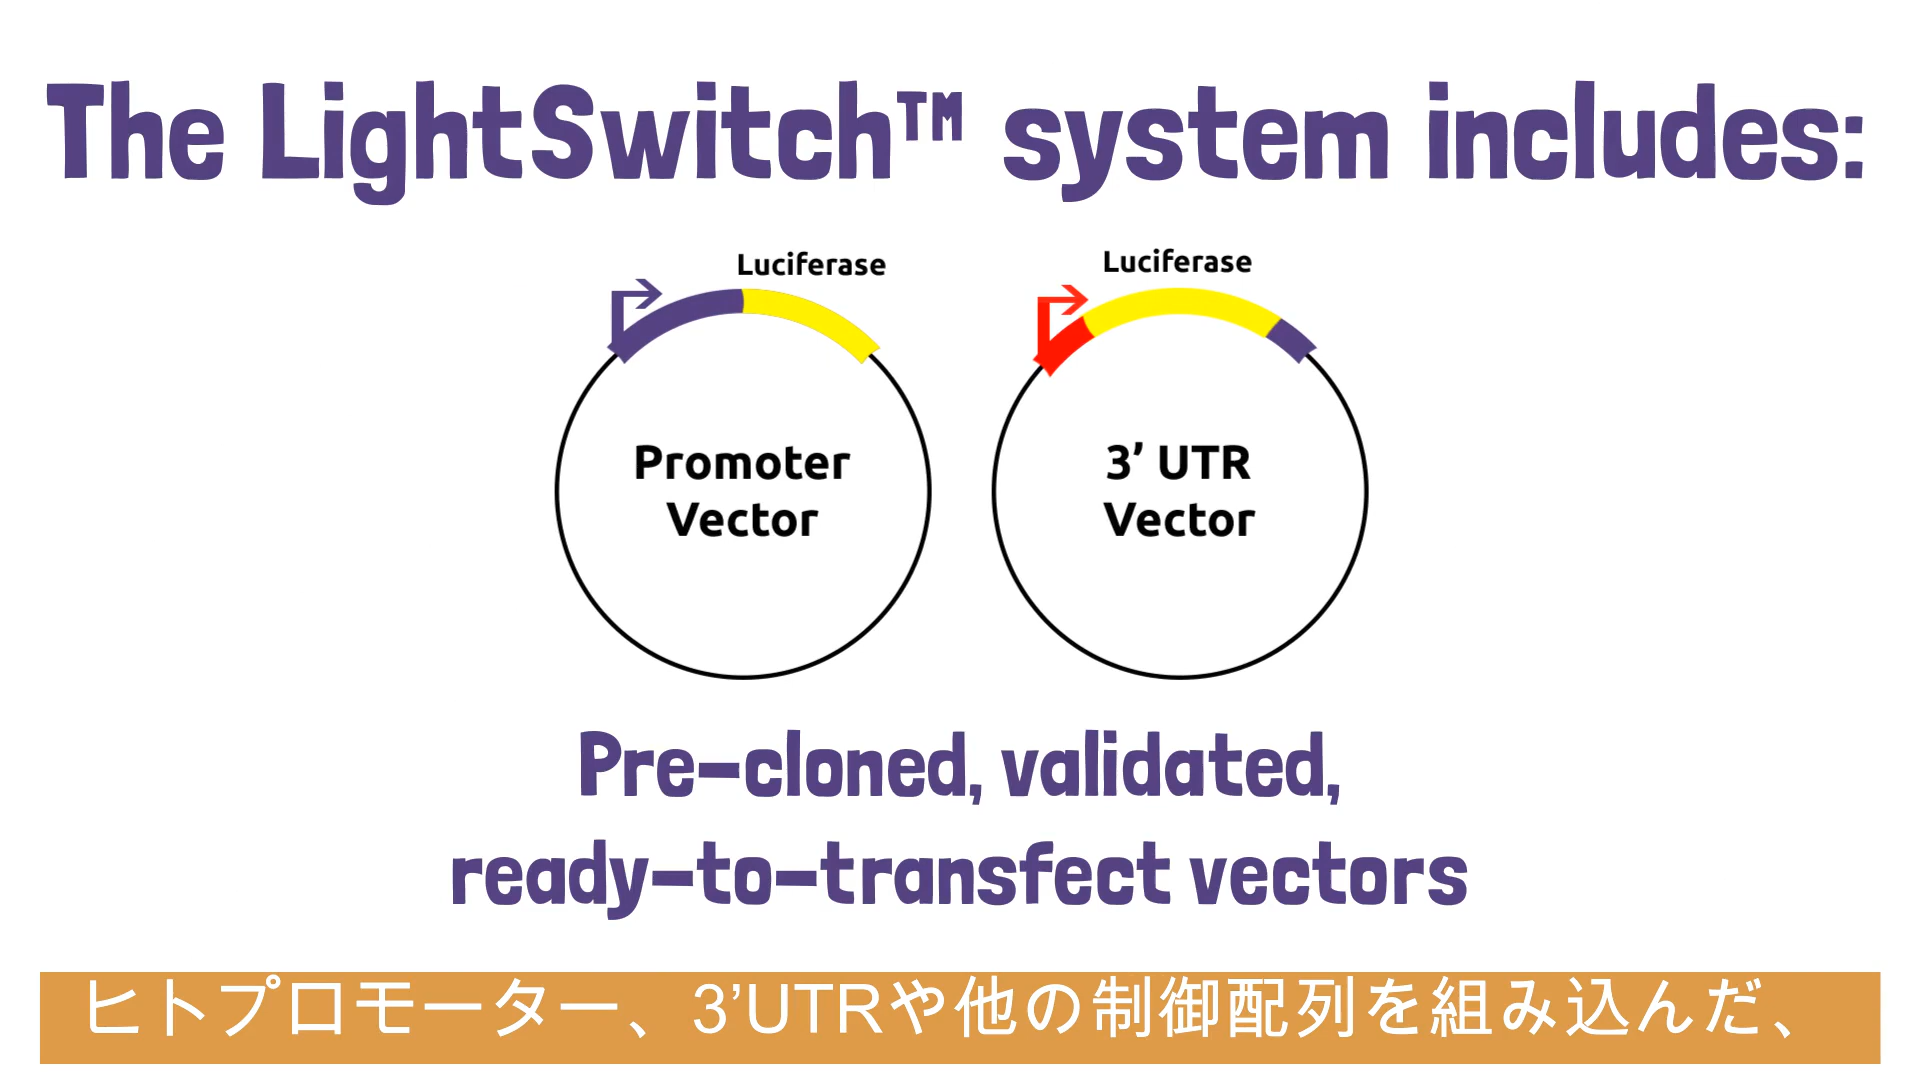 The LightSwitch™ system includes:
Luciferase
Luciferase
Promoter
Vector
3’ UTR
Vector
Pre-cloned, validated,
ready-to-transfect vectors
ヒトプロモーター、3’UTRや他の制御配列を組み込んだ、